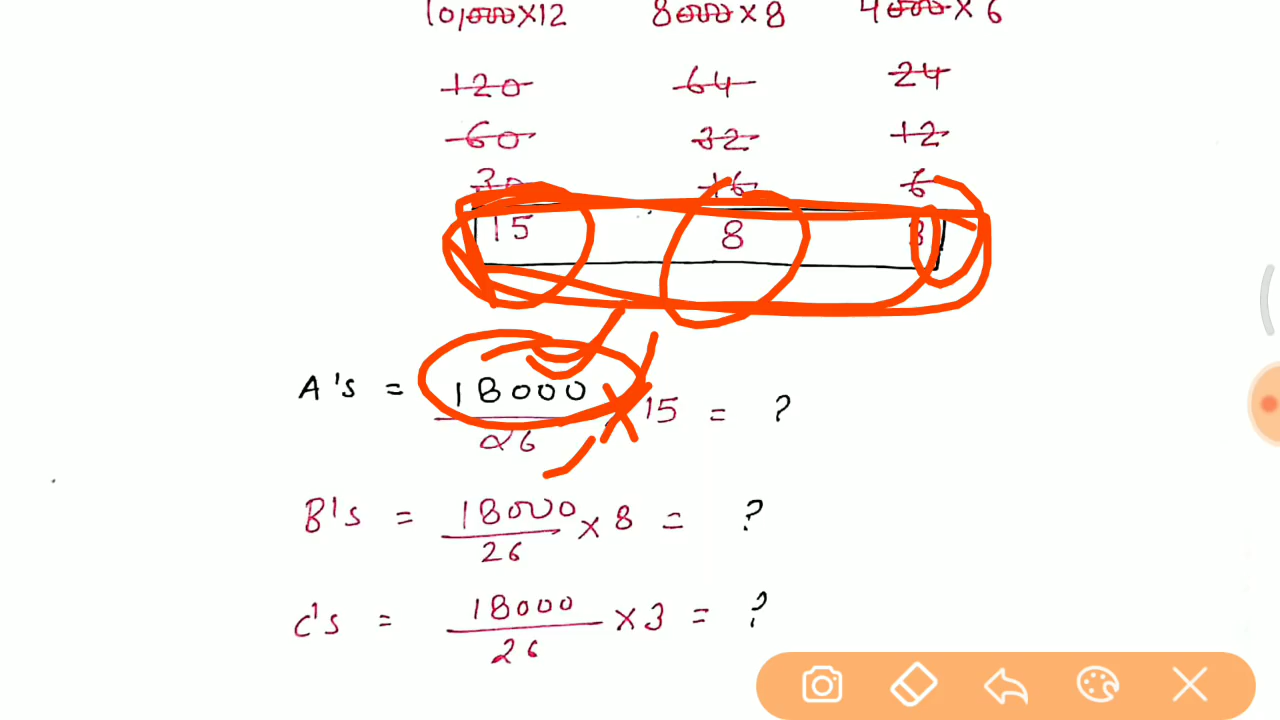 10,000×12 8000×8 4000×6
120 64 24
60 32 12
30 16 6
15 8 3
A's = 18000/26 × 15 = ?
B's = 18000/26 × 8 = ?
C's = 18000/26 × 3 = ?